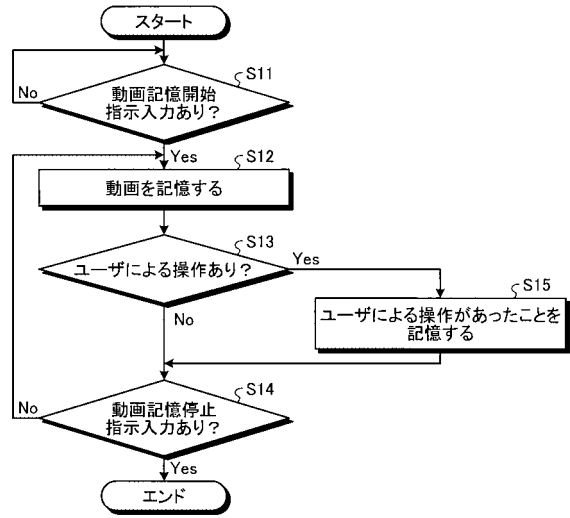 スタート
S11
No
動画記憶開始
指示入力あり？
Yes
S12
動画を記憶する
S13
ユーザによる操作あり？
Yes
S15
No
ユーザによる操作があったことを
記憶する
S14
No
動画記憶停止
指示入力あり？
Yes
エンド